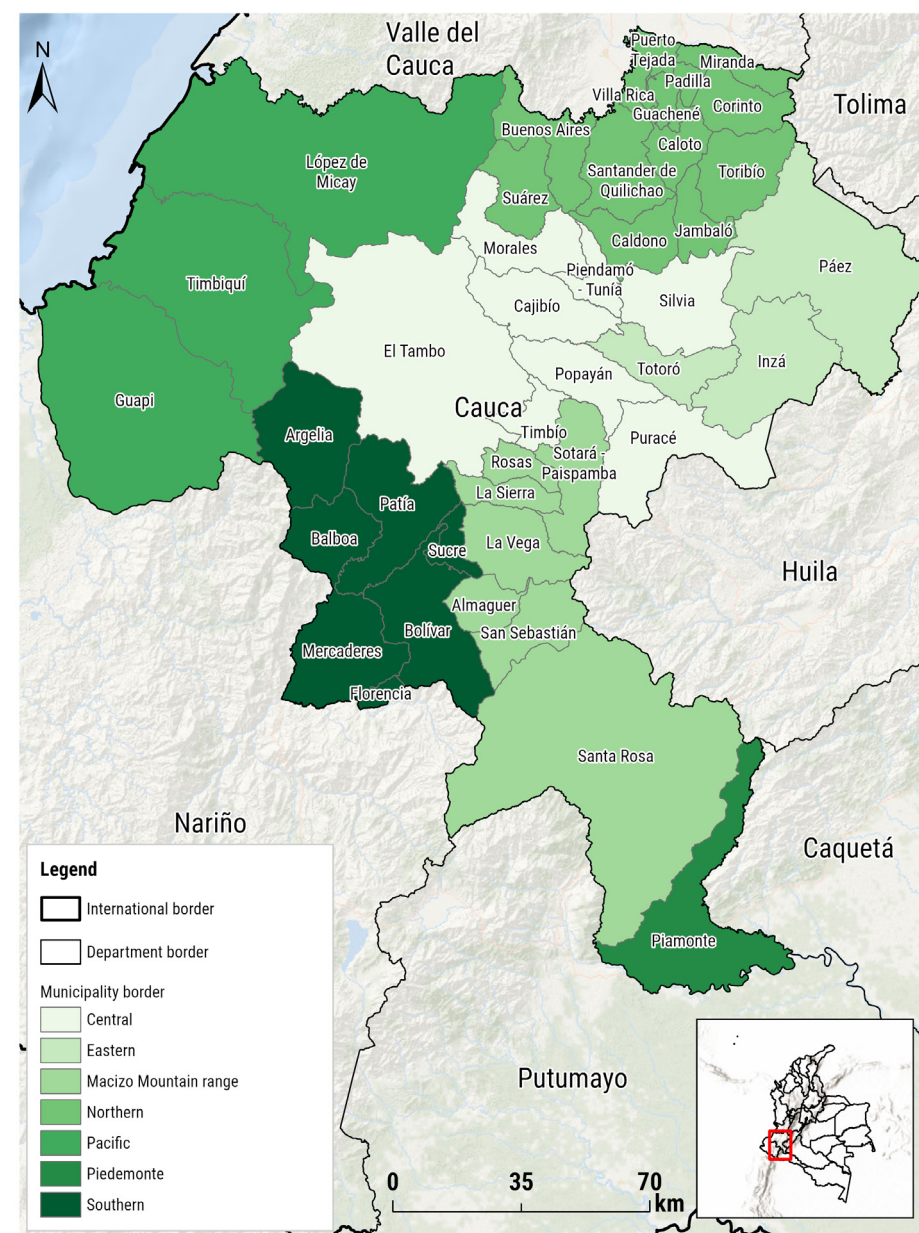 N
Valle del
Cauca
Tolima
Puerto
Tejada
Miranda
Padilla
Villa Rica
Corinto
Guachené
Buenos Aires
Caloto
López de
Micay
Santander de
Quilichao
Toribío
Suárez
Jambaló
Caldono
Morales
Piendamó
- Tunía
Páez
Timbiquí
Cajibío
Silvia
El Tambo
Totoró
Inzá
Popayán
Guapi
Cauca
Argelia
Timbío
Puracé
Sotará -
Paispamba
Rosas
La Sierra
Patía
Balboa
Sucre
La Vega
Huila
Almaguer
Bolívar
San Sebastián
Mercaderes
Florencia
Santa Rosa
Nariño
Caquetá
Piamonte
Putumayo
Legend
International border
Department border
Municipality border
Central
Eastern
Macizo Mountain range
Northern
Pacific
Piedemonte
Southern
0 35 70
km